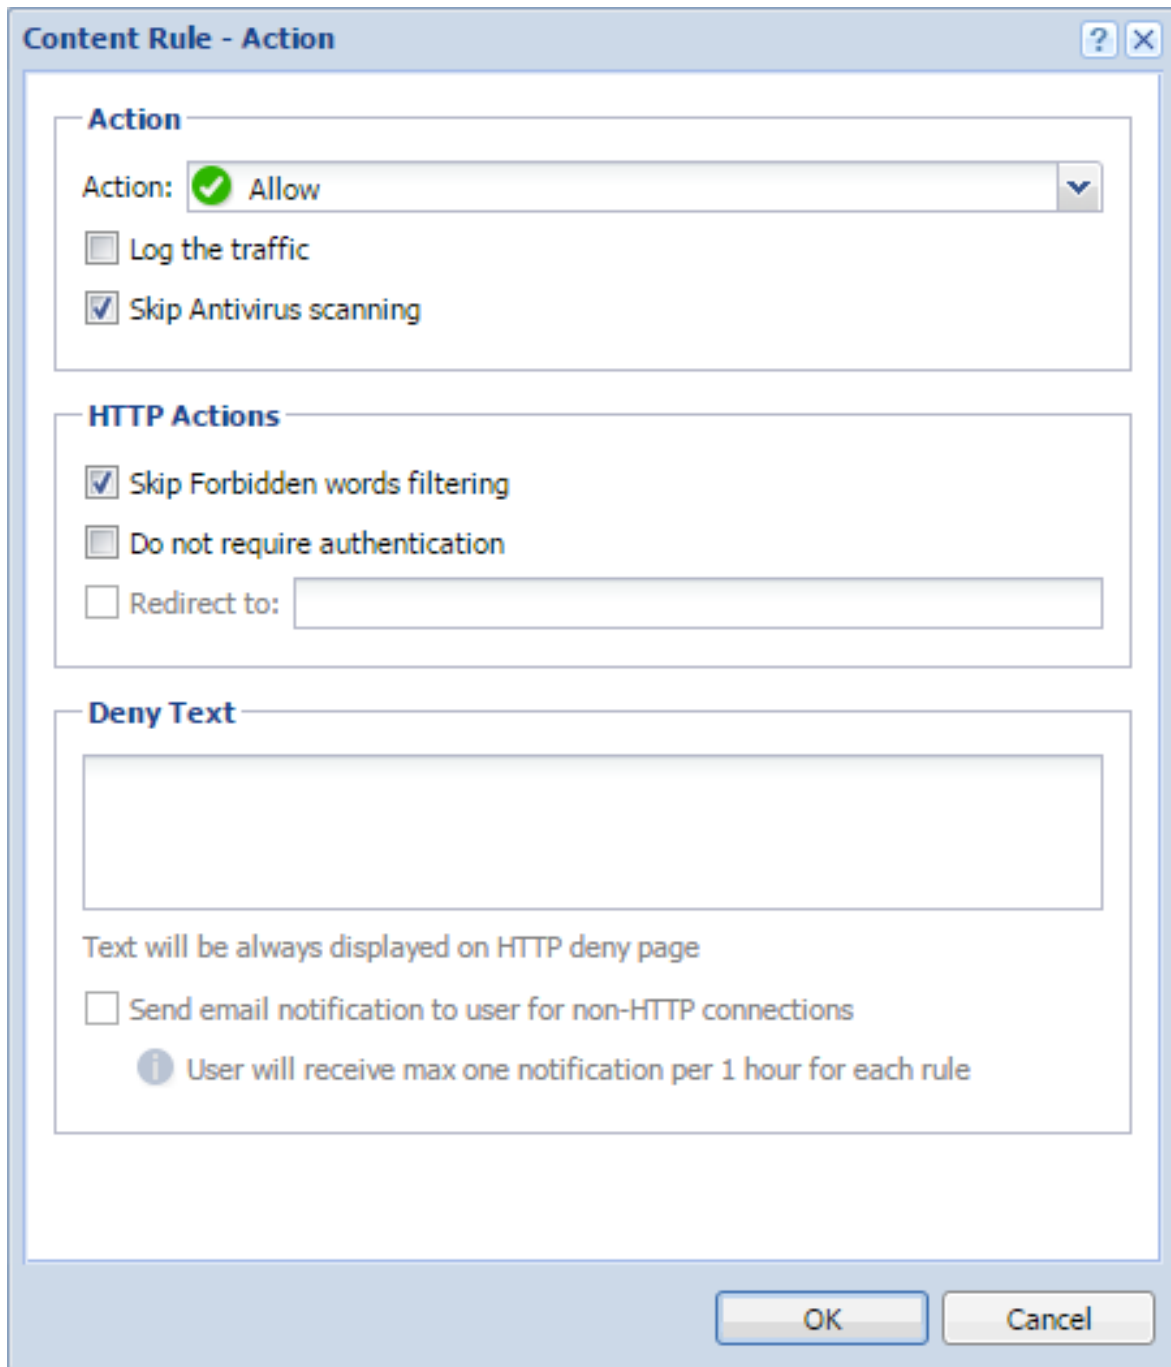 Content Rule - Action
Action
Action: Allow
Log the traffic
Skip Antivirus scanning
HTTP Actions
Skip Forbidden words filtering
Do not require authentication
Redirect to:
Deny Text
Text will be always displayed on HTTP deny page
Send email notification to user for non-HTTP connections
User will receive max one notification per 1 hour for each rule
OK Cancel